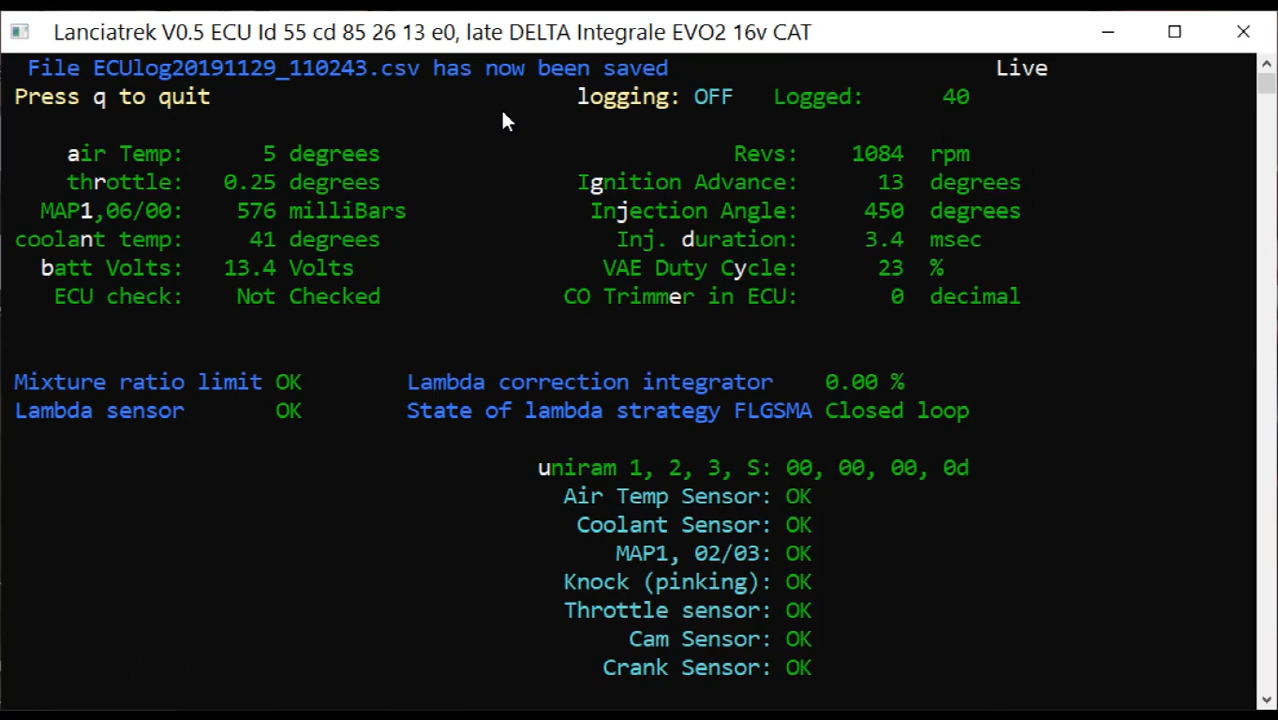 Lanciatrek V0.5 ECU Id 55 cd 85 26 13 e0, late DELTA Integrale EVO2 16v CAT
File ECUlog20191129_110243.csv has now been saved Live
Press q to quit logging: OFF Logged: 40
air Temp: 5 degrees Revs: 1084 rpm
throttle: 0.25 degrees Ignition Advance: 13 degrees
MAP1,06/00: 576 milliBars Injection Angle: 450 degrees
coolant temp: 41 degrees Inj. duration: 3.4 msec
batt Volts: 13.4 Volts VAE Duty Cycle: 23 %
ECU check: Not Checked CO Trimmer in ECU: 0 decimal
Mixture ratio limit OK Lambda correction integrator 0.00 %
Lambda sensor OK State of lambda strategy FLGSMA Closed loop
uniram 1, 2, 3, S: 00, 00, 00, 0d
Air Temp Sensor: OK
Coolant Sensor: OK
MAP1, 02/03: OK
Knock (pinking): OK
Throttle sensor: OK
Cam Sensor: OK
Crank Sensor: OK